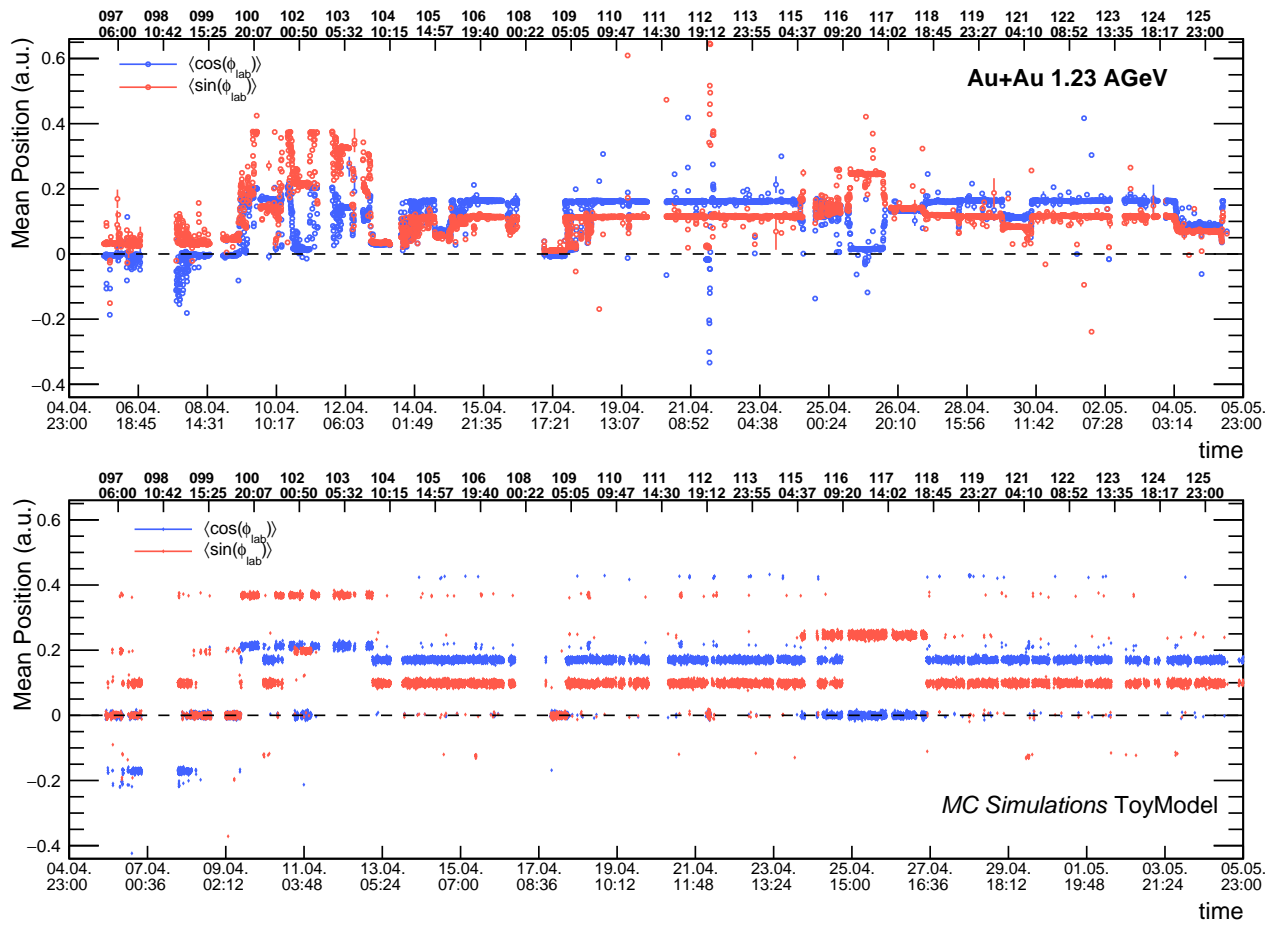 097 098 099 100 102 103 104 105 106 108 109 110 111 112 113 115 116 117 118 119 121 122 123 124 125
06:00 10:42 15:25 20:07 00:50 05:32 10:15 14:57 19:40 00:22 05:05 09:47 14:30 19:12 23:55 04:37 09:20 14:02 18:45 23:27 04:10 08:52 13:35 18:17 23:00
Mean Position (a.u.)
0.6
0.4
0.2
0
−0.2
−0.4
⟨cos(ϕlab)⟩
⟨sin(ϕlab)⟩
Au+Au 1.23 AGeV
04.04. 06.04. 08.04. 10.04. 12.04. 14.04. 15.04. 17.04. 19.04. 21.04. 23.04. 25.04. 26.04. 28.04. 30.04. 02.05. 04.05. 05.05.
23:00 18:45 14:31 10:17 06:03 01:49 21:35 17:21 13:07 08:52 04:38 00:24 20:10 15:56 11:42 07:28 03:14 23:00
time
097 098 099 100 102 103 104 105 106 108 109 110 111 112 113 115 116 117 118 119 121 122 123 124 125
06:00 10:42 15:25 20:07 00:50 05:32 10:15 14:57 19:40 00:22 05:05 09:47 14:30 19:12 23:55 04:37 09:20 14:02 18:45 23:27 04:10 08:52 13:35 18:17 23:00
Mean Position (a.u.)
0.6
0.4
0.2
0
−0.2
−0.4
⟨cos(ϕlab)⟩
⟨sin(ϕlab)⟩
MC Simulations ToyModel
04.04. 07.04. 09.04. 11.04. 13.04. 15.04. 17.04. 19.04. 21.04. 23.04. 25.04. 27.04. 29.04. 01.05. 03.05. 05.05.
23:00 00:36 02:12 03:48 05:24 07:00 08:36 10:12 11:48 13:24 15:00 16:36 18:12 19:48 21:24 23:00
time